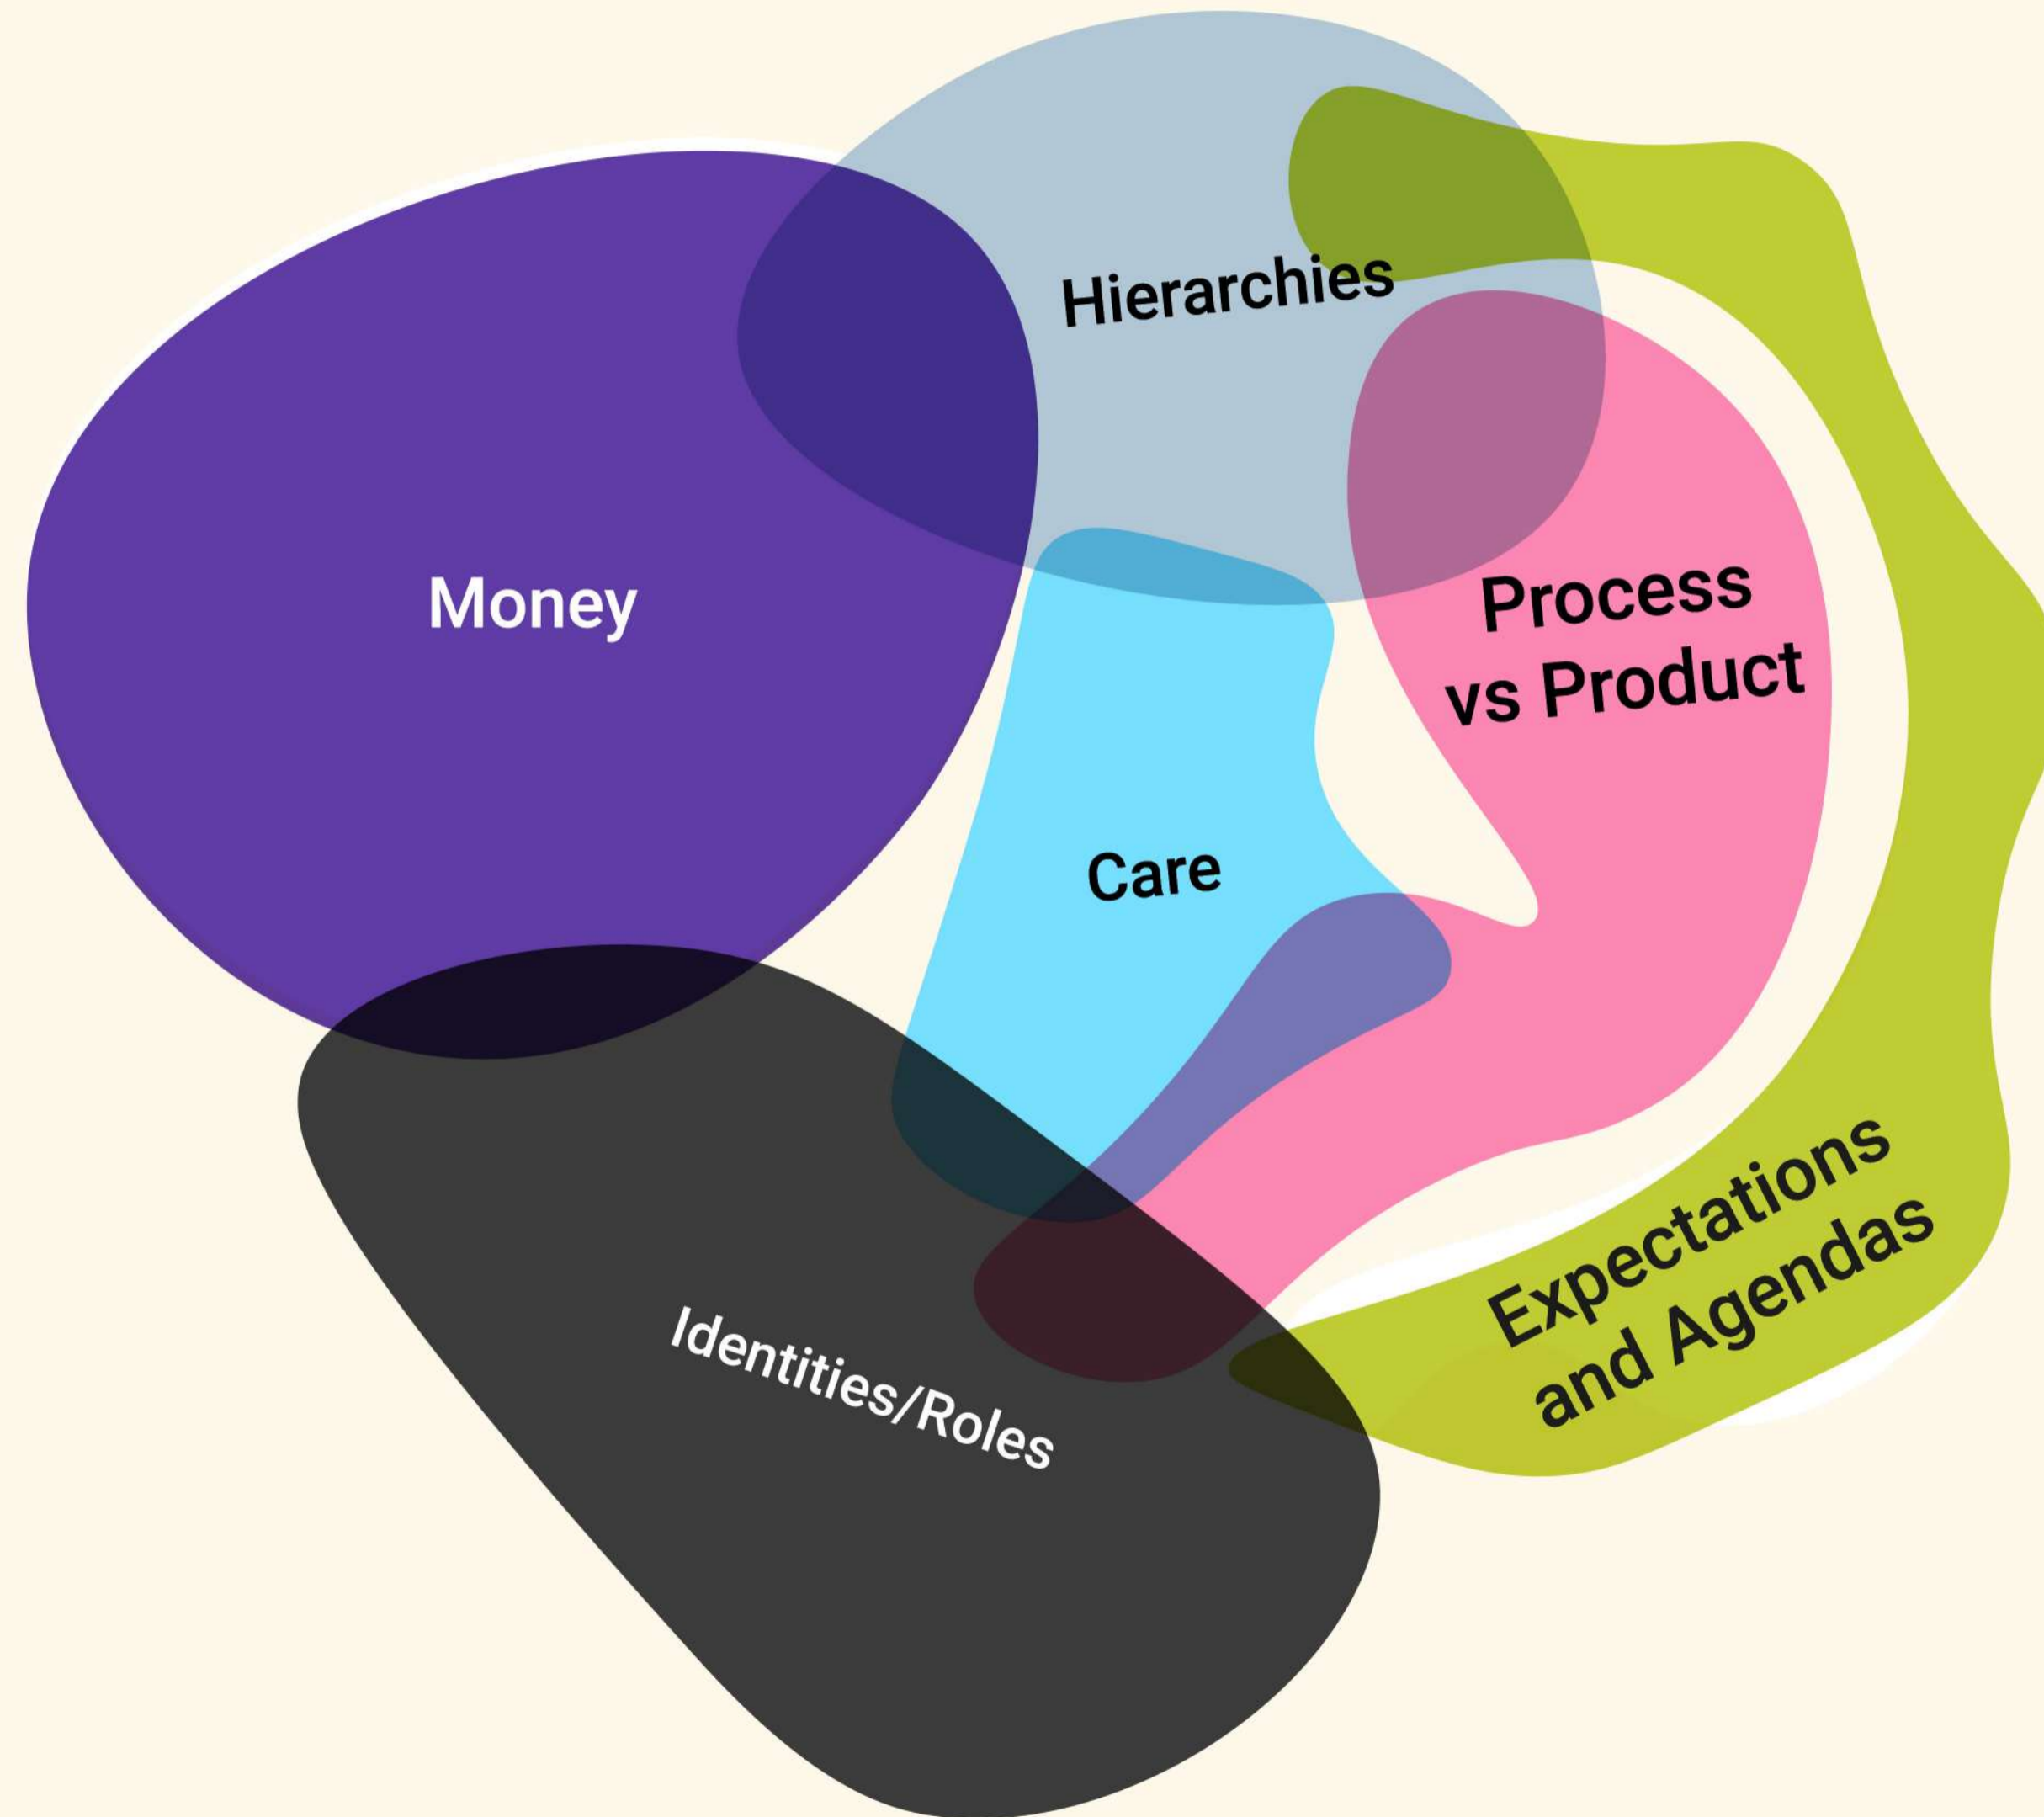 Hierarchies
Money
Process
vs Product
Care
Expectations
and Agendas
Identities/Roles